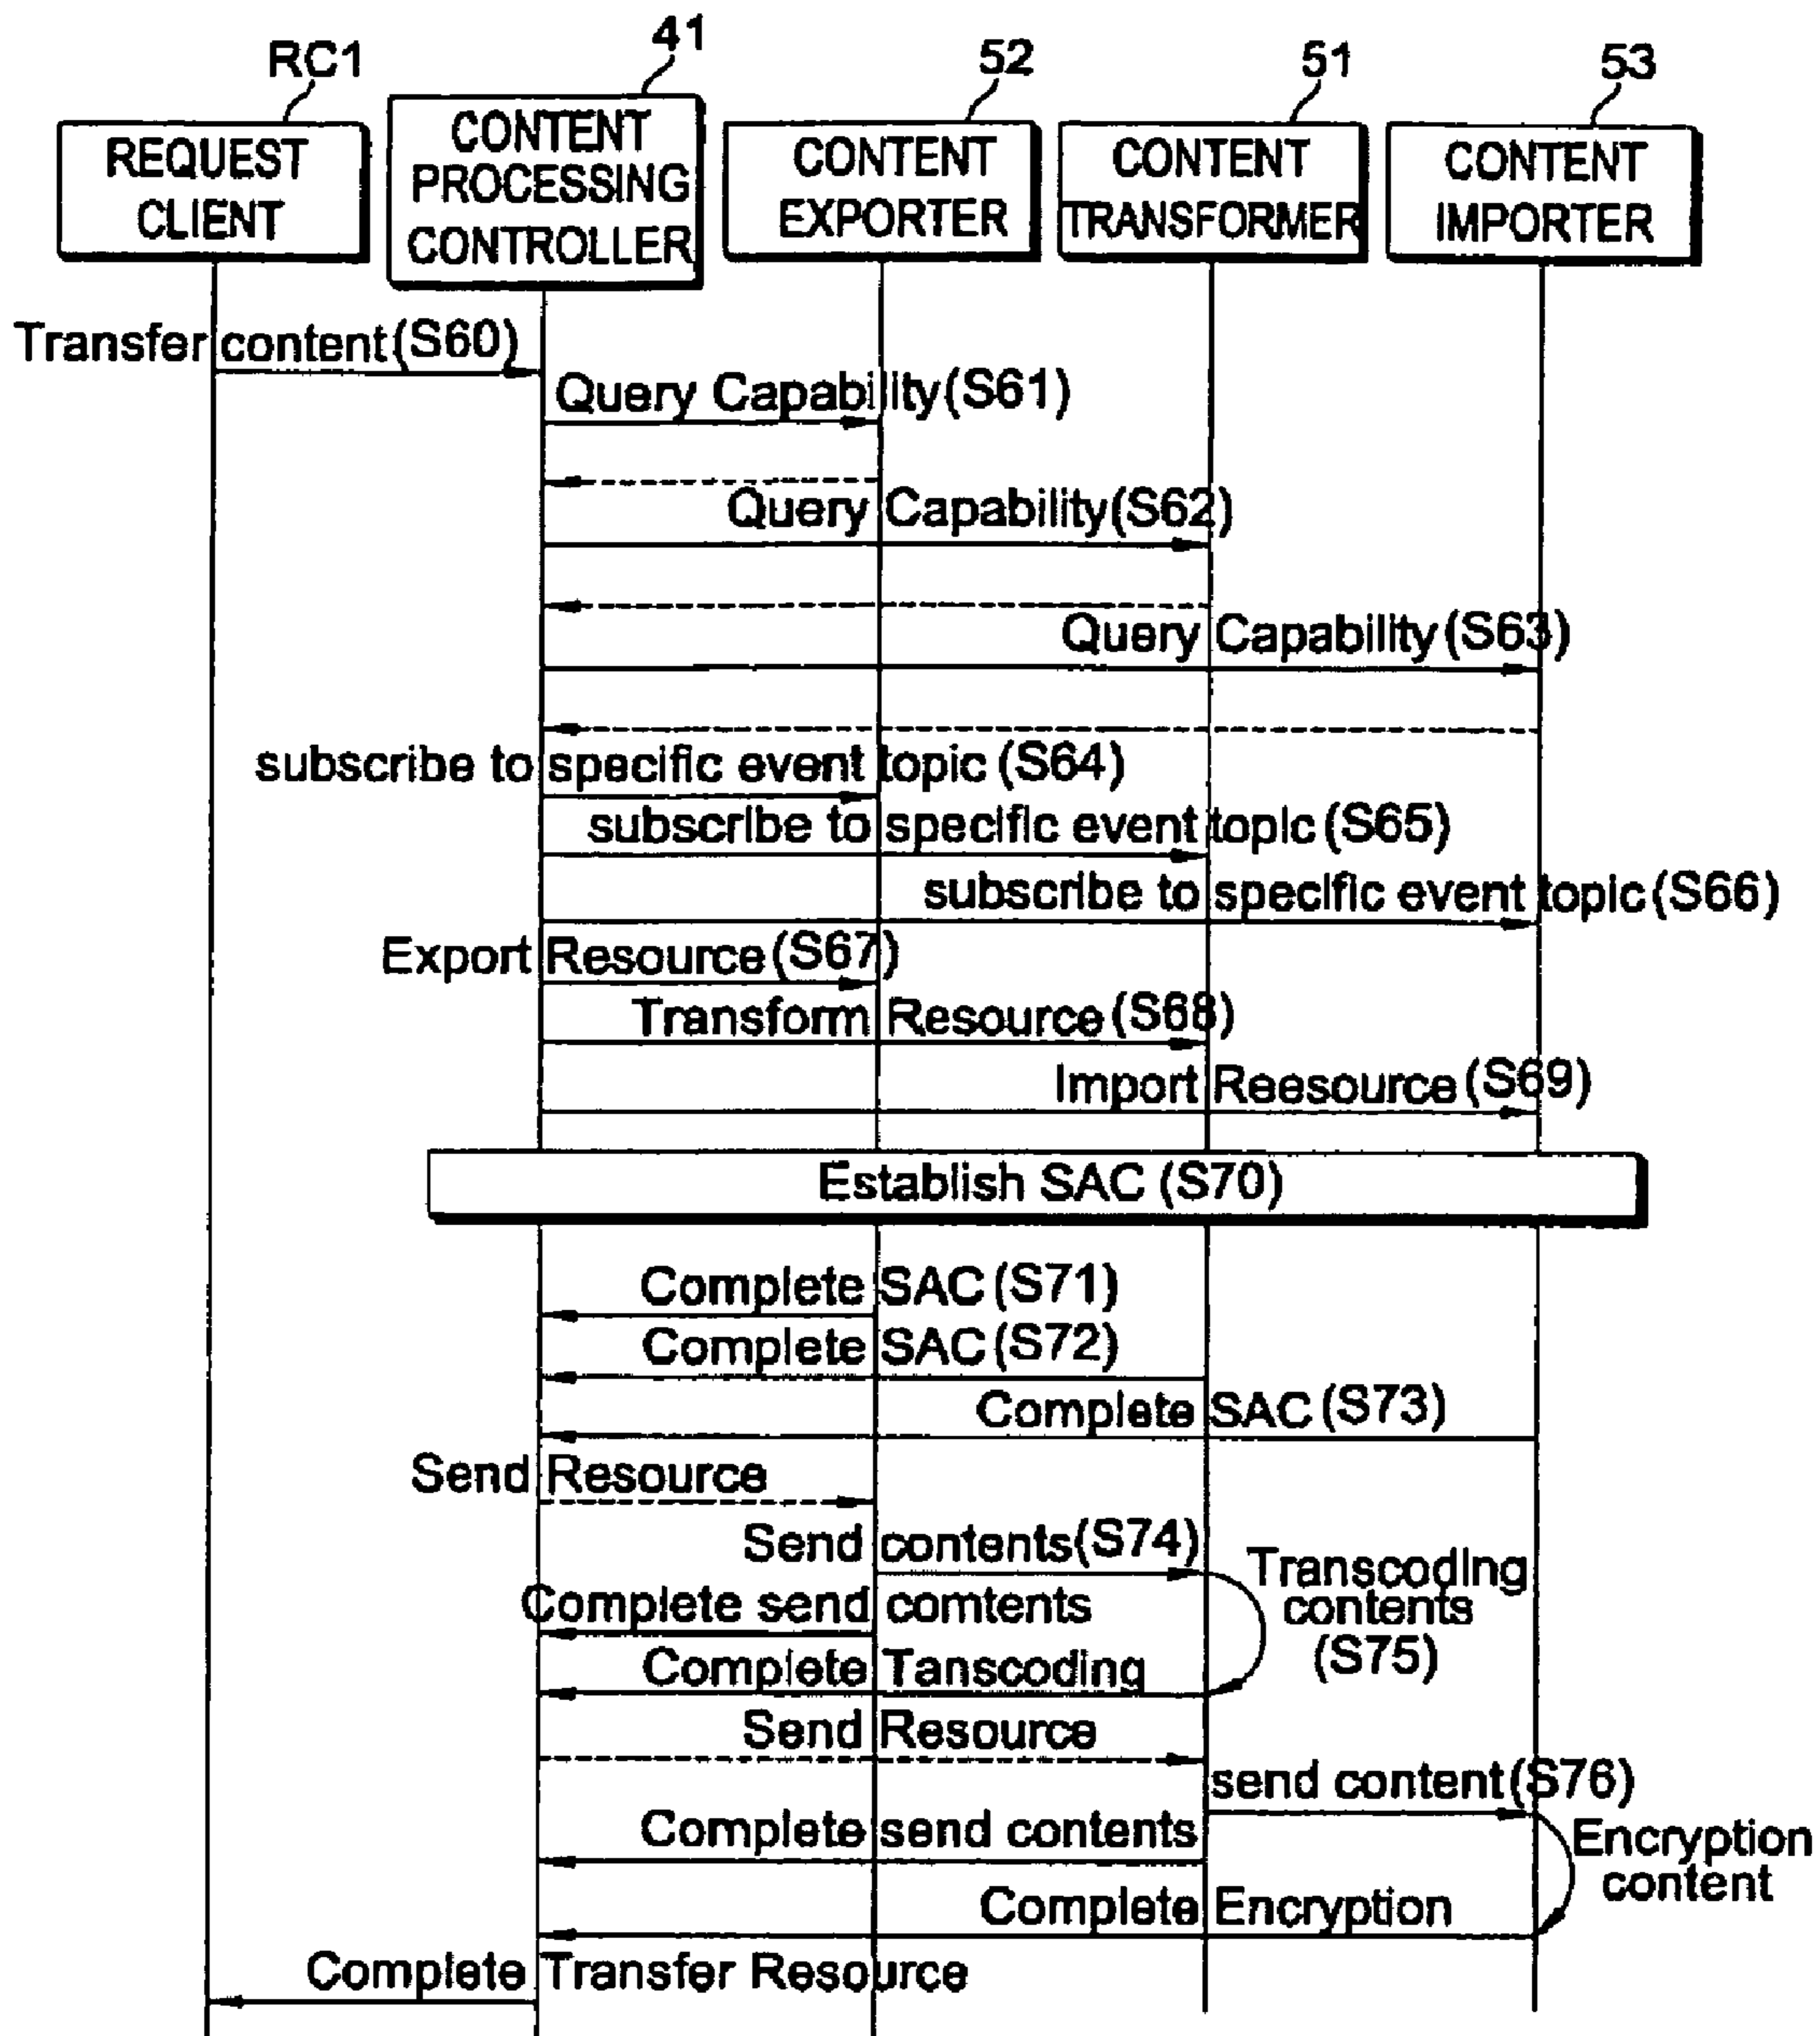 RC1
41
52
51
53
REQUEST
CLIENT
CONTENT
PROCESSING
CONTROLLER
CONTENT
EXPORTER
CONTENT
TRANSFORMER
CONTENT
IMPORTER
Transfer content(S60)
Query Capability(S61)
Query Capability(S62)
Query Capability(S63)
subscribe to specific event topic (S64)
subscribe to specific event topic (S65)
subscribe to specific event topic (S66)
Export Resource(S67)
Transform Resource(S68)
Import Reesource(S69)
Establish SAC (S70)
Complete SAC(S71)
Complete SAC(S72)
Complete SAC(S73)
Send Resource
Send contents(S74)
Transcoding
contents
(S75)
Complete send comtents
Complete Tanscoding
Send Resource
send content(S76)
Complete send contents
Encryption
content
Complete Encryption
Complete Transfer Resource